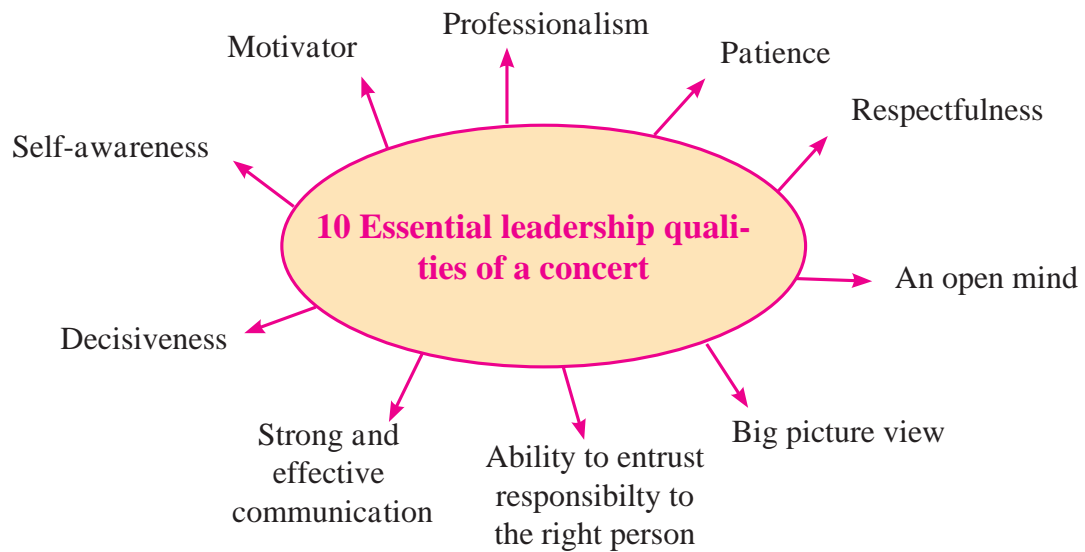 Professionalism
Motivator
Patience
Respectfulness
Self-awareness
10 Essential leadership quali-
ties of a concert
An open mind
Decisiveness
Big picture view
Strong and
effective
communication
Ability to entrust
responsibilty to
the right person